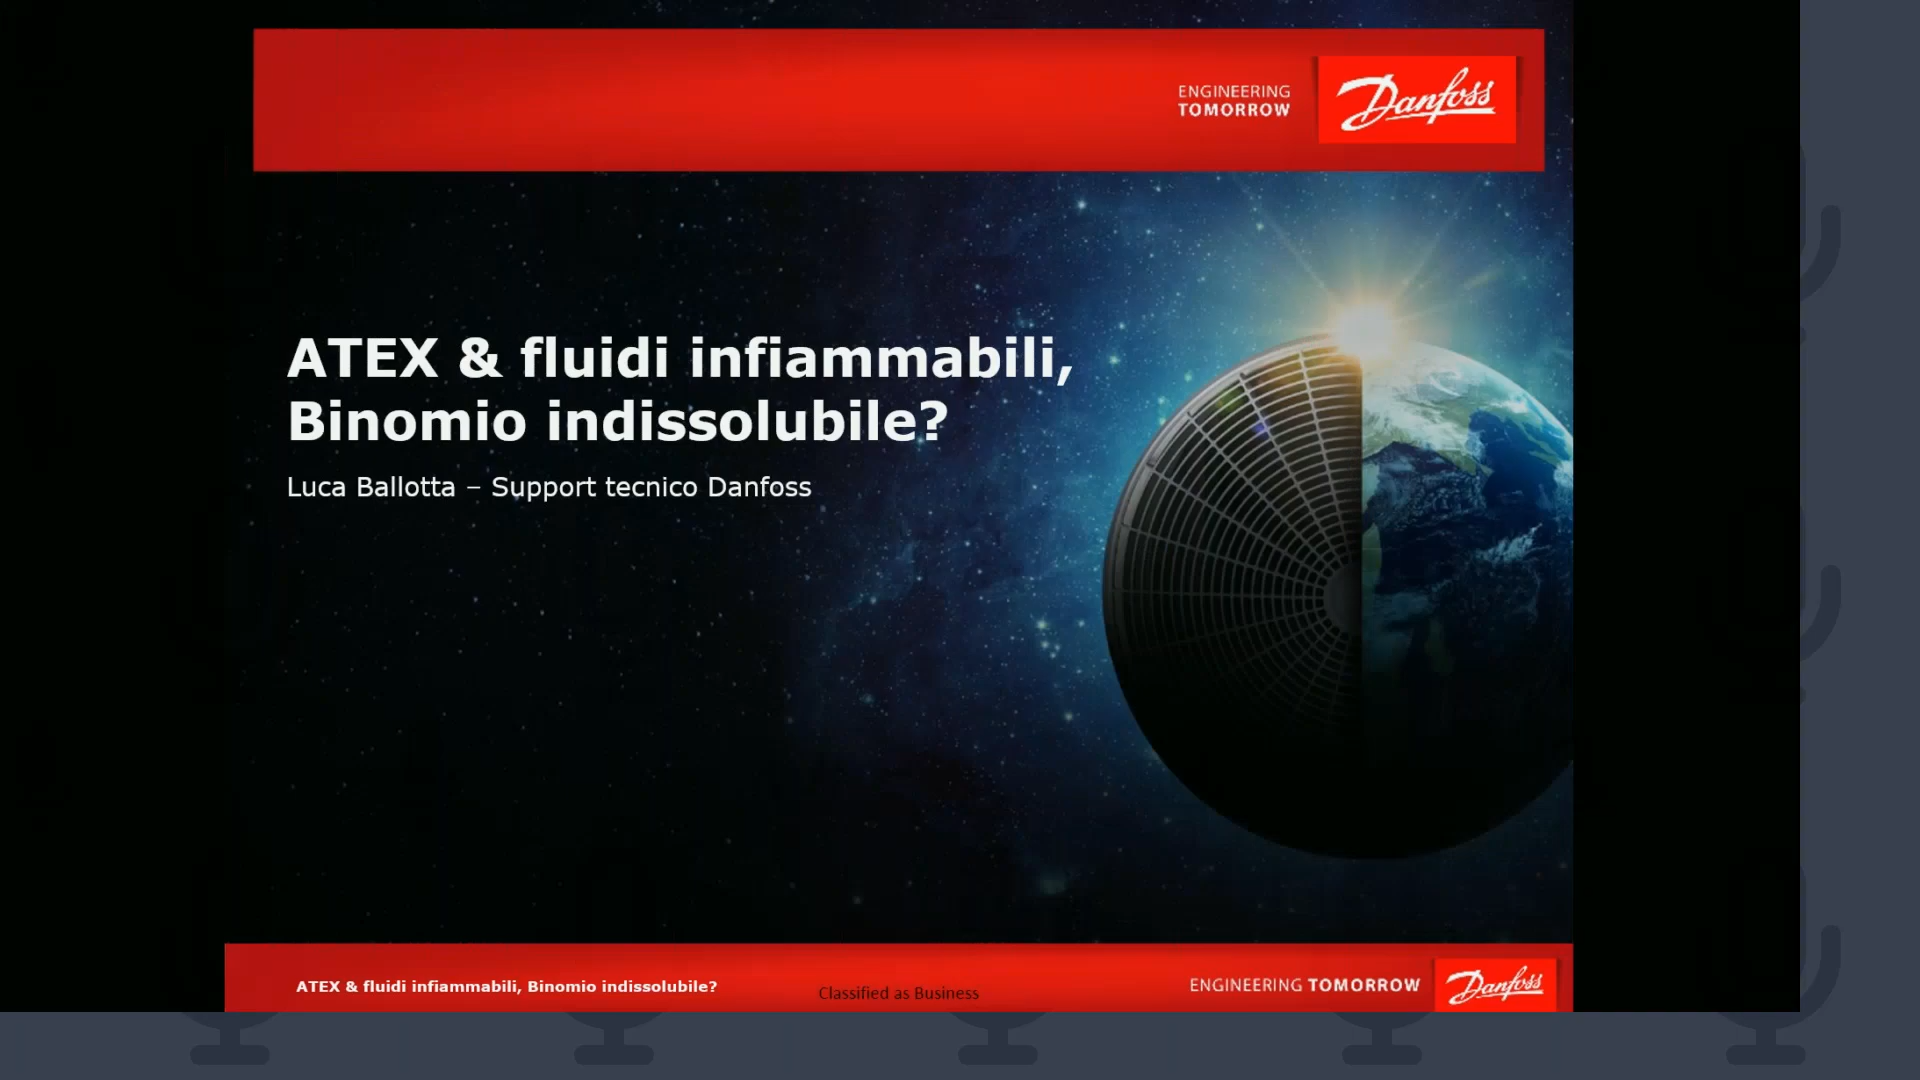 ENGINEERING
TOMORROW
Danfoss
ATEX & fluidi infiammabili,
Binomio indissolubile?
Luca Ballotta – Support tecnico Danfoss
ATEX & fluidi infiammabili, Binomio indissolubile?
Classified as Business
ENGINEERING TOMORROW
Danfoss